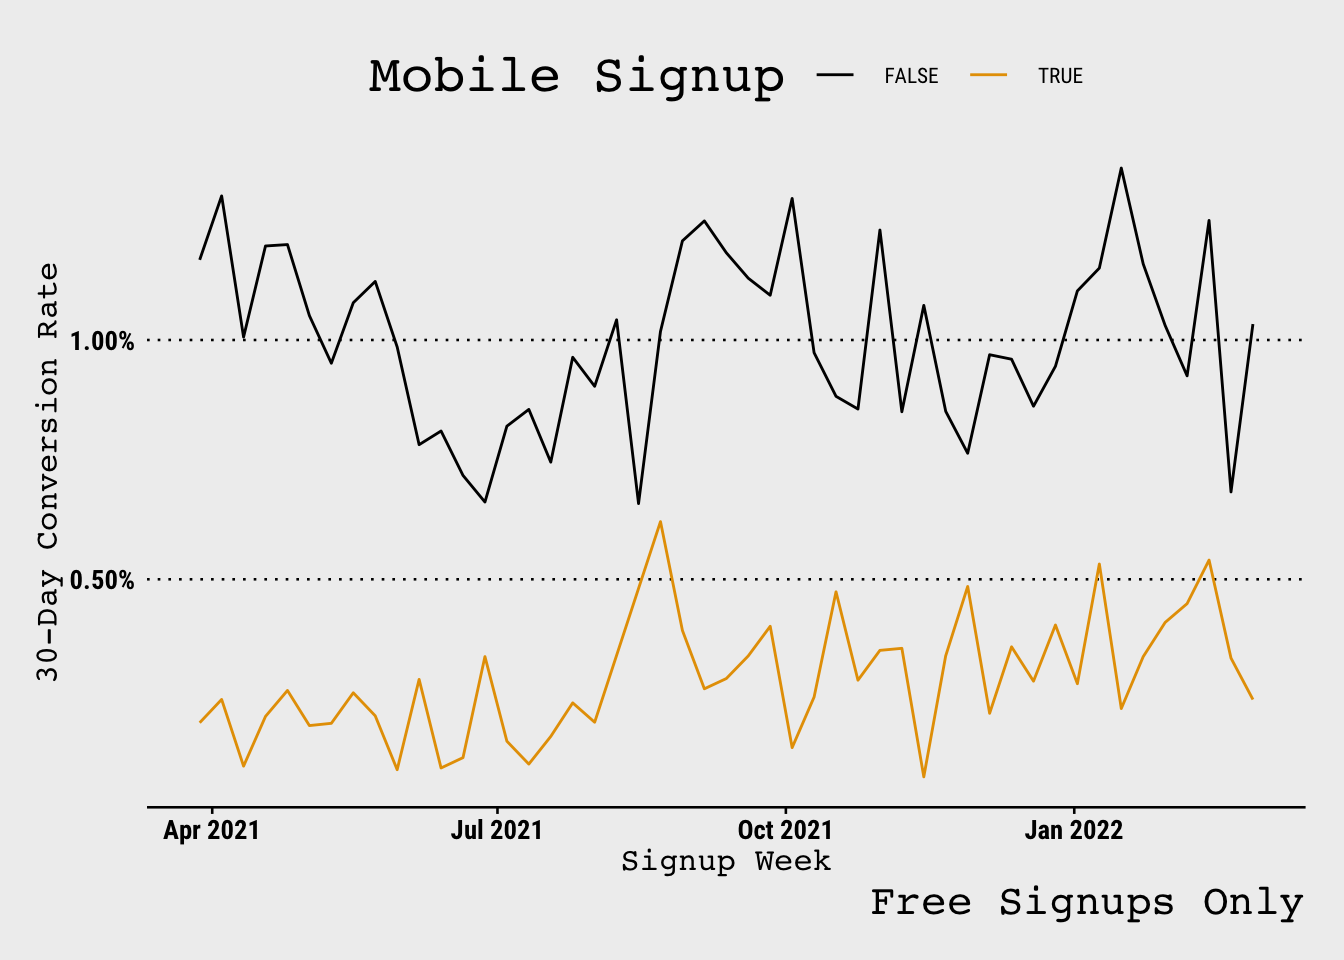 Mobile Signup FALSE TRUE
30-Day Conversion Rate
1.00%
0.50%
Apr 2021 Jul 2021 Oct 2021 Jan 2022
Signup Week
Free Signups Only